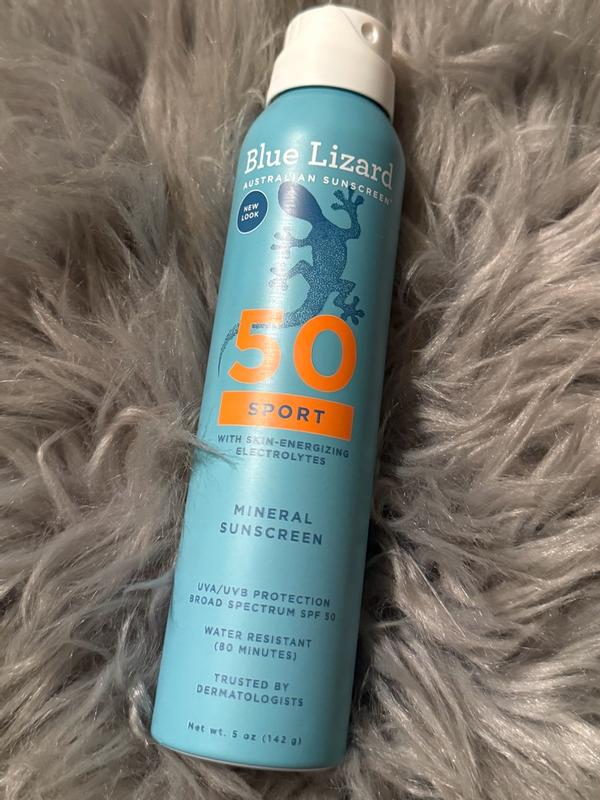 Blue Lizard
AUSTRALIAN SUNSCREEN
NEW
LOOK
50
SPORT
WITH SKIN-ENERGIZING
ELECTROLYTES
MINERAL
SUNSCREEN
UVA/UVB PROTECTION
BROAD SPECTRUM SPF 50
WATER RESISTANT
(80 MINUTES)
TRUSTED BY
DERMATOLOGISTS
Net wt. 5 oz (142 g)